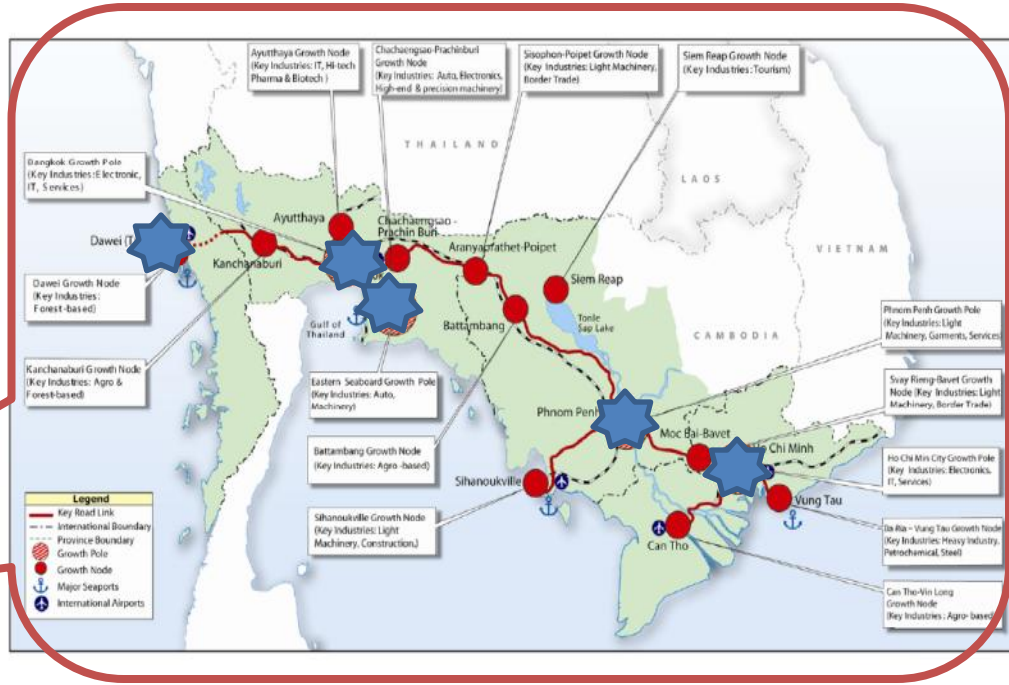 Ayutthaya Growth Node
(Key Industries: IT, Hi-tech
Pharma & Biotech )
Chachaengsao-Prachinburi
Growth Node
(Key Industries: Auto, Electronics,
High-end & precision machinery)
Sisophon-Poipet Growth Node
(Key Industries: Light Machinery,
Border Trade)
Siem Reap Growth Node
(Key Industries: Tourism)
THAILAND
LAOS
VIETNAM
CAMBODIA
Bangkok Growth Pole
(Key Industries: Electronic,
IT, Services)
Dawei (T
Dawei Growth Node
(Key Industries:
Forest-based)
Kanchanaburi Growth Node
(Key Industries: Agro &
Forest-based)
Kanchanaburi
Ayutthaya
Chachaengsao -
Prachin Buri
Aranyaprathet-Poipet
Siem Reap
Battambang
Tonle
Sap Lake
Gulf of
Thailand
Eastern Seaboard Growth Pole
(Key Industries: Auto,
Machinery)
Battambang Growth Node
(Key Industries: Agro -based)
Sihanoukville Growth Node
(Key Industries: Light
Machinery, Construction,)
Phnom Penh
Moc Bai-Bavet
Ho Chi Minh
Sihanoukville
Vung Tau
Can Tho
Phnom Penh Growth Pole
(Key Industries: Light
Machinery, Garments, Services)
Svay Rieng-Bavet Growth
Node (Key Industries: Light
Machinery, Border Trade)
Ho Chi Min City Growth Pole
(Key Industries: Electronics,
IT, Services)
Ba Ria - Vung Tau Growth Node
(Key Industries: Heavy Industry,
Petrochemical, Steel)
Can Tho-Vin Long
Growth Node
(Key Industries: Agro- based)
Legend
Key Road Link
International Boundary
Province Boundary
Growth Pole
Growth Node
Major Seaports
International Airports